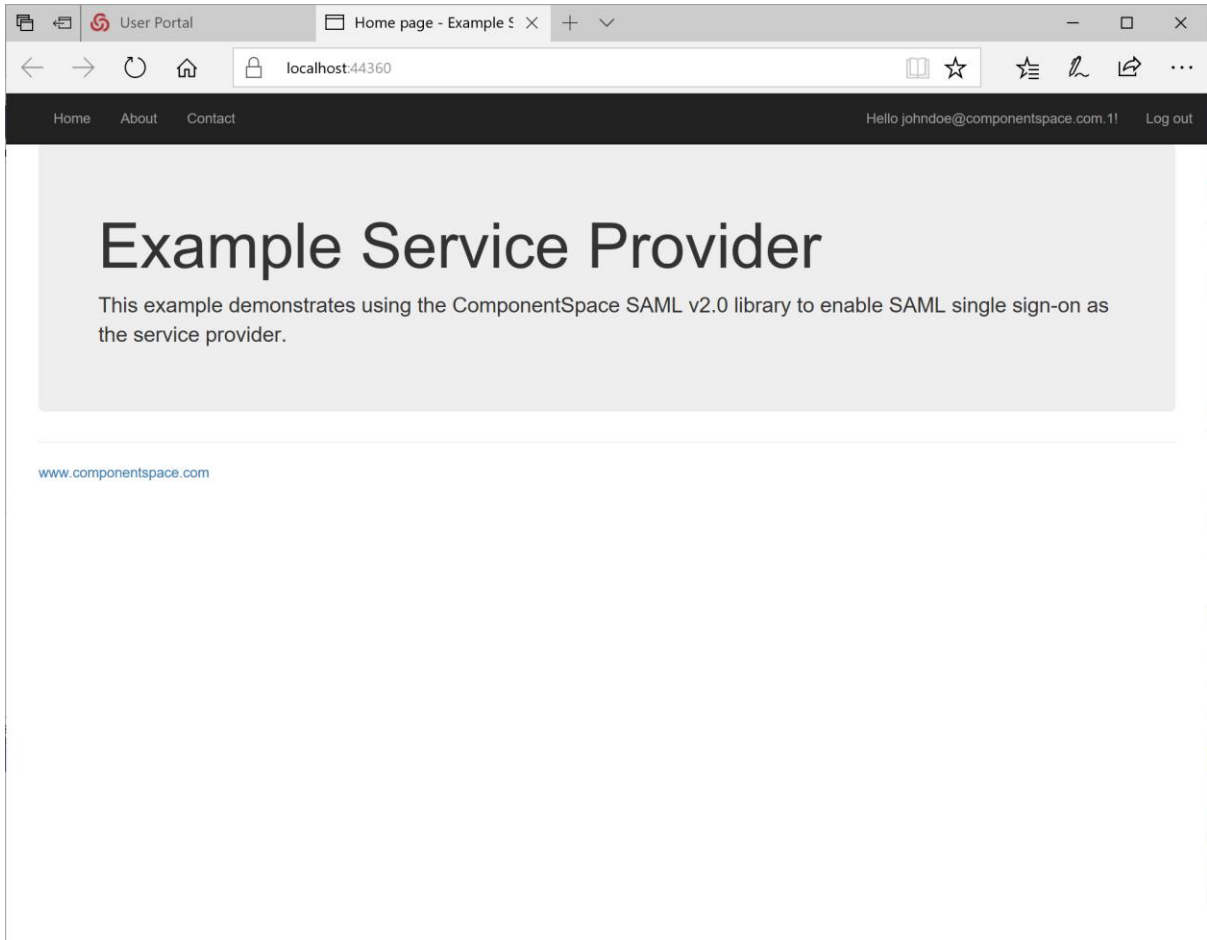 User Portal
Home page - Example S
localhost:44360
Home About Contact Hello johndoe@componentspace.com.1! Log out
Example Service Provider
This example demonstrates using the ComponentSpace SAML v2.0 library to enable SAML single sign-on as
the service provider.
www.componentspace.com